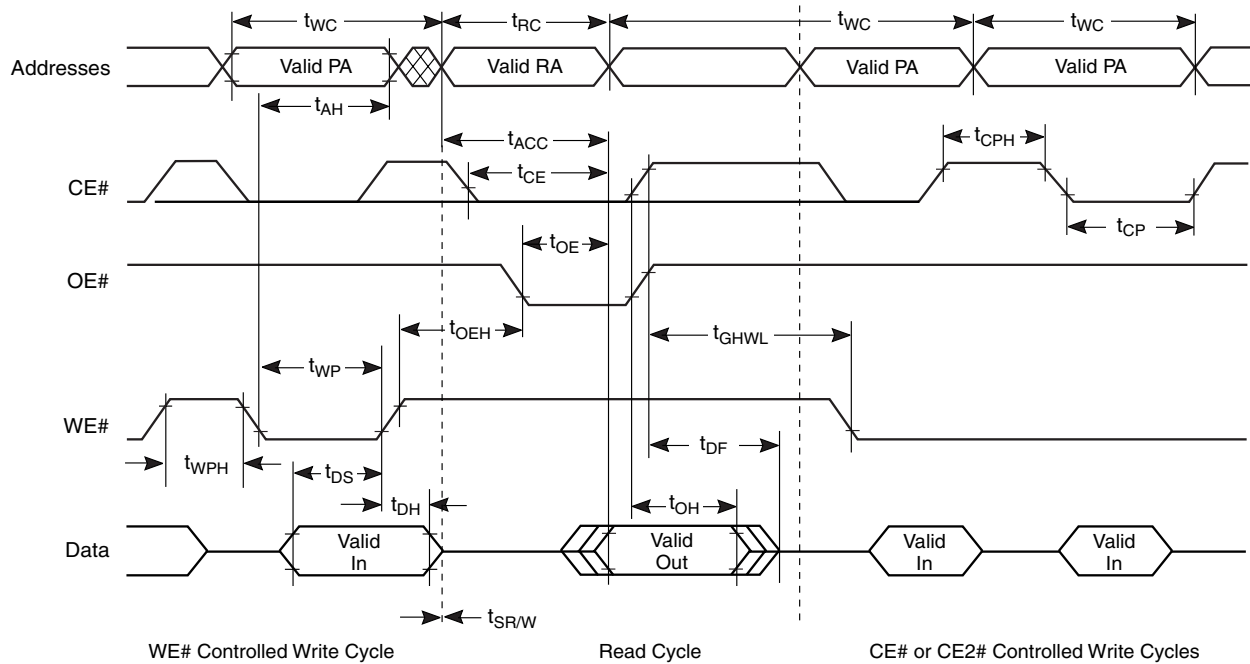 tWC tRC tWC tWC
Addresses Valid PA Valid RA Valid PA Valid PA
tAH
tACC tCPH
CE# tCE
tCP
tOE
OE#
tOEH tGHWL
tWP
WE#
tWPH tDS tDF
tDH tOH
Data Valid In Valid Out Valid In Valid In
tSR/W
WE# Controlled Write Cycle Read Cycle CE# or CE2# Controlled Write Cycles